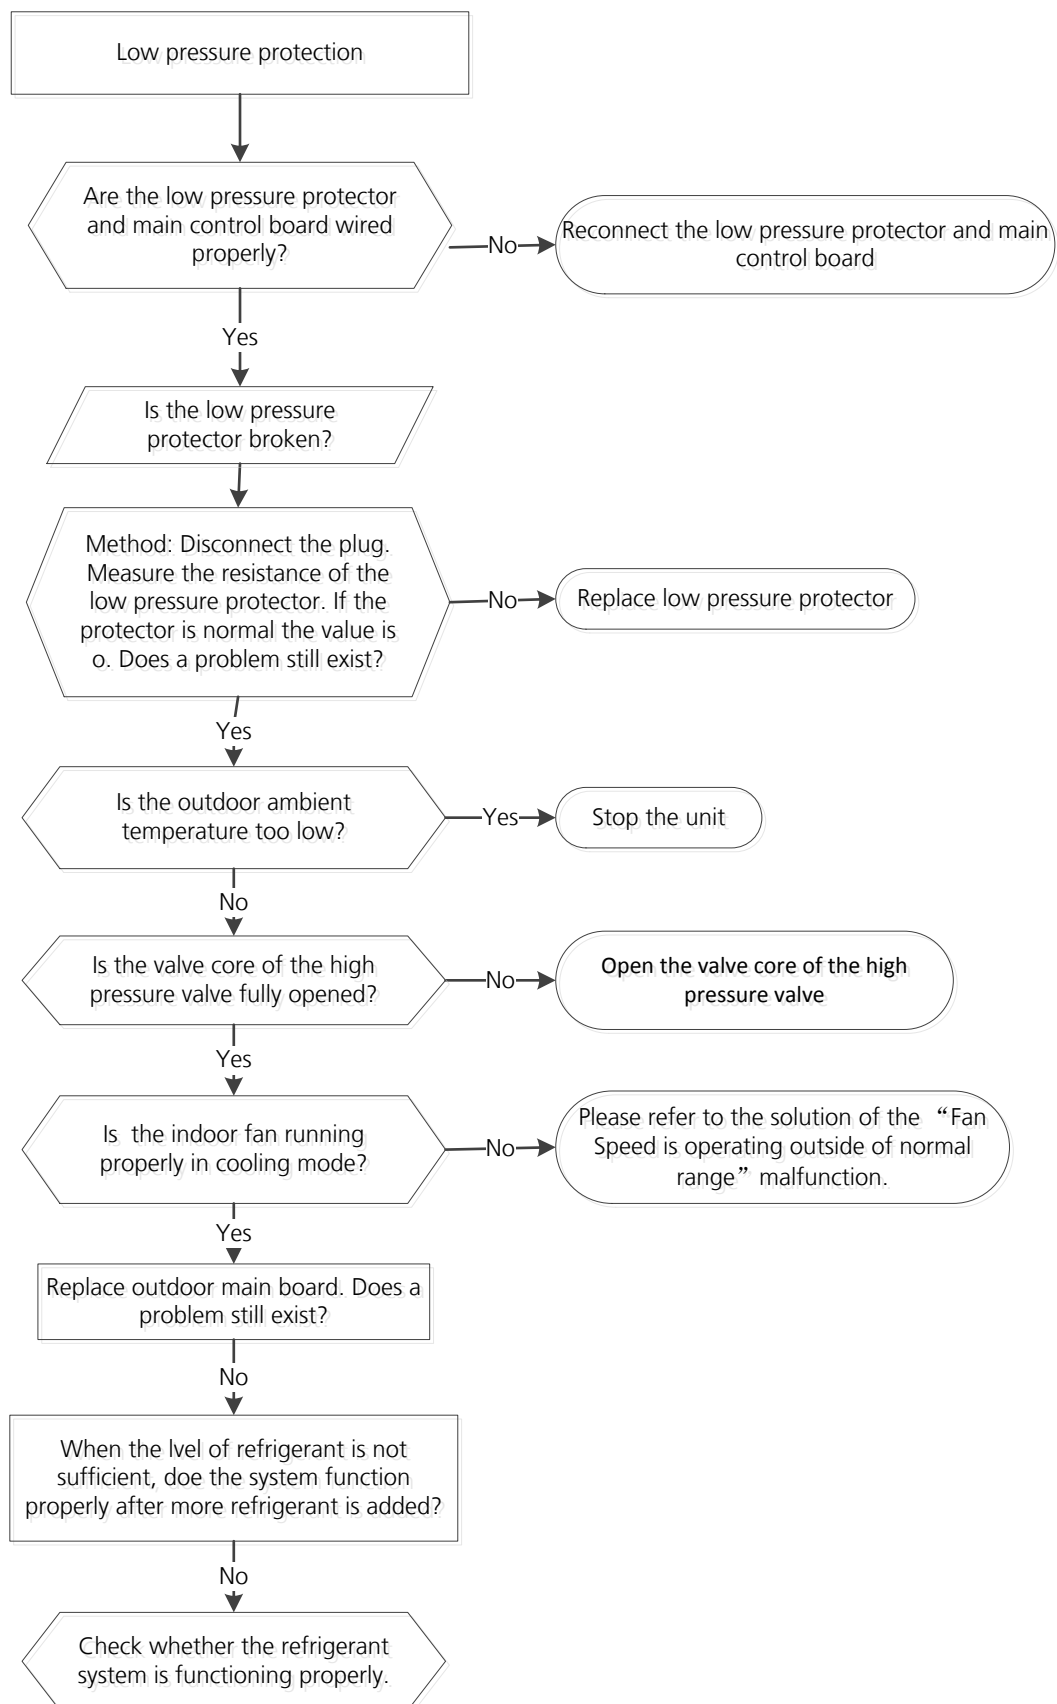 Low pressure protection
Are the low pressure protector
and main control board wired
properly?
No
Reconnect the low pressure protector and main
control board
Yes
Is the low pressure
protector broken?
Method: Disconnect the plug.
Measure the resistance of the
low pressure protector. If the
protector is normal the value is
o. Does a problem still exist?
No
Replace low pressure protector
Yes
Is the outdoor ambient
temperature too low?
Yes
Stop the unit
No
Is the valve core of the high
pressure valve fully opened?
No
Open the valve core of the high
pressure valve
Yes
Is the indoor fan running
properly in cooling mode?
No
Please refer to the solution of the “Fan
Speed is operating outside of normal
range” malfunction.
Yes
Replace outdoor main board. Does a
problem still exist?
No
When the lvel of refrigerant is not
sufficient, doe the system function
properly after more refrigerant is added?
No
Check whether the refrigerant
system is functioning properly.